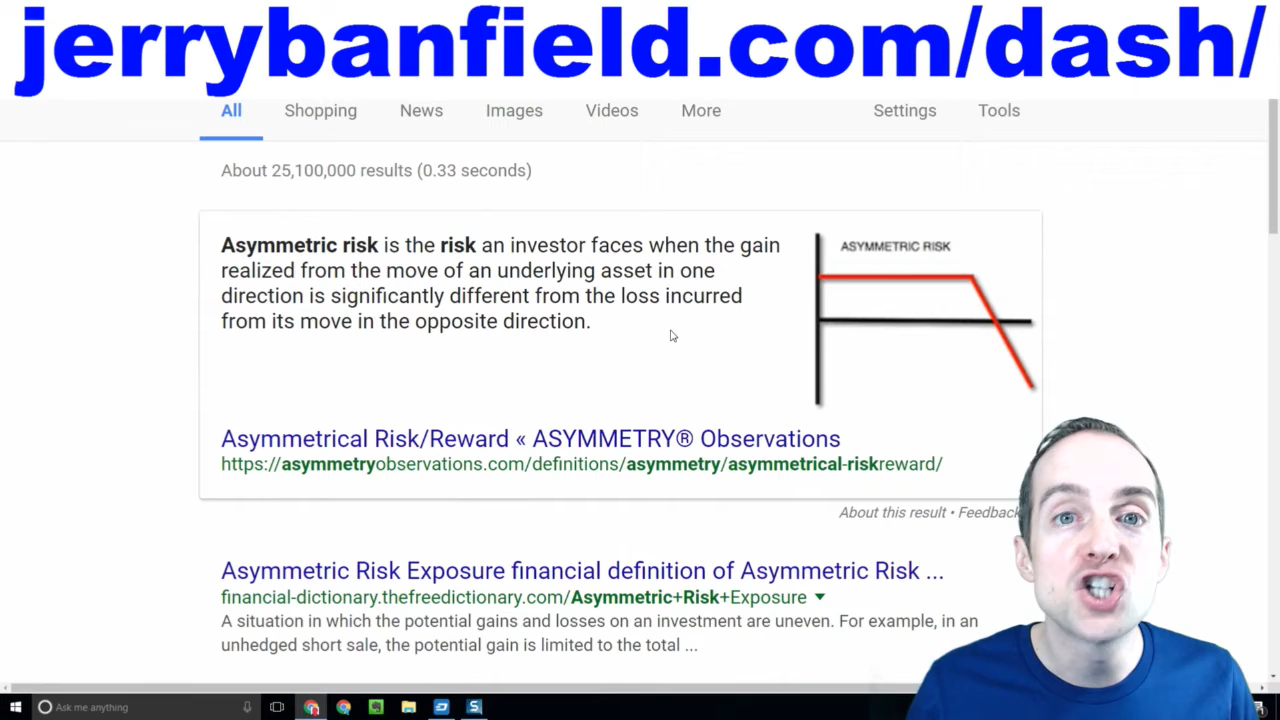 jerrybanfield.com/dash/
All Shopping News Images Videos More Settings Tools
About 25,100,000 results (0.33 seconds)
Asymmetric risk is the risk an investor faces when the gain
realized from the move of an underlying asset in one
direction is significantly different from the loss incurred
from its move in the opposite direction.
ASYMMETRIC RISK
Asymmetrical Risk/Reward « ASYMMETRY® Observations
https://asymmetryobservations.com/definitions/asymmetry/asymmetrical-riskreward/
About this result • Feedback
Asymmetric Risk Exposure financial definition of Asymmetric Risk ...
financial-dictionary.thefreedictionary.com/Asymmetric+Risk+Exposure
A situation in which the potential gains and losses on an investment are uneven. For example, in an
unhedged short sale, the potential gain is limited to the total ...
Ask me anything